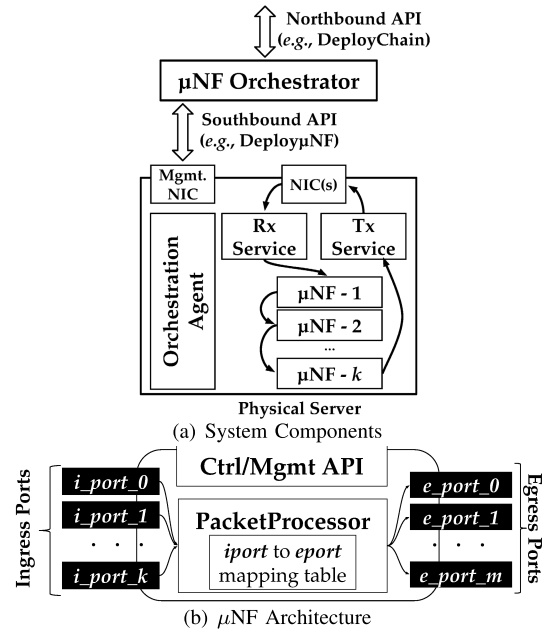 Northbound API
(e.g., DeployChain)
µNF Orchestrator
Southbound API
(e.g., DeployµNF)
Mgmt.
NIC
NIC(s)
Orchestration
Agent
Rx
Service
Tx
Service
µNF - 1
µNF - 2
...
µNF - k
Physical Server
(a) System Components
Ingress Ports
i_port_0
i_port_1
. . .
i_port_k
Ctrl/Mgmt API
PacketProcessor
iport to eport
mapping table
e_port_0
e_port_1
. . .
e_port_m
Egress Ports
(b) µNF Architecture